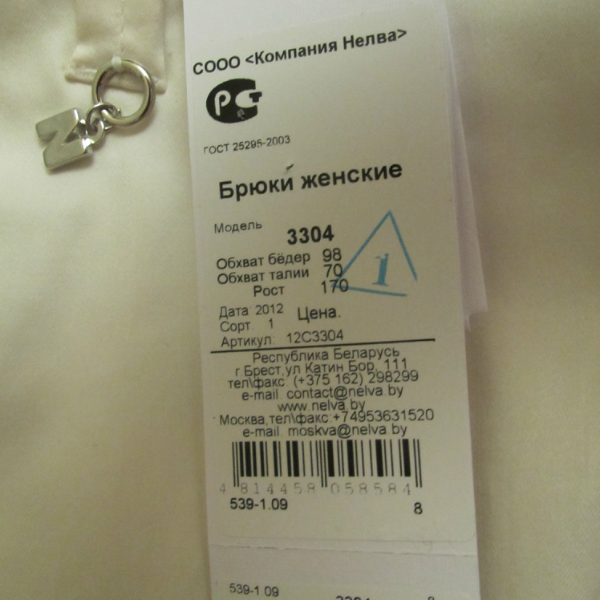 СООО <Компания Нелва>
РСТ
ГОСТ 25295-2003
Брюки женские
Модель 3304
Обхват бёдер 98
Обхват талии 70
Рост 170
1
Дата 2012 Цена.
Сорт 1
Артикул: 12С3304
Республика Беларусь
г.Брест,ул.Катин Бор, 111
тел\факс (+375 162) 298299
e-mail contact@nelva.by
www.nelva.by
Москва,тел\факс +74953631520
e-mail moskva@nelva.by
4 814458 058584
539-1.09 8
539-1.09 3304 8
N